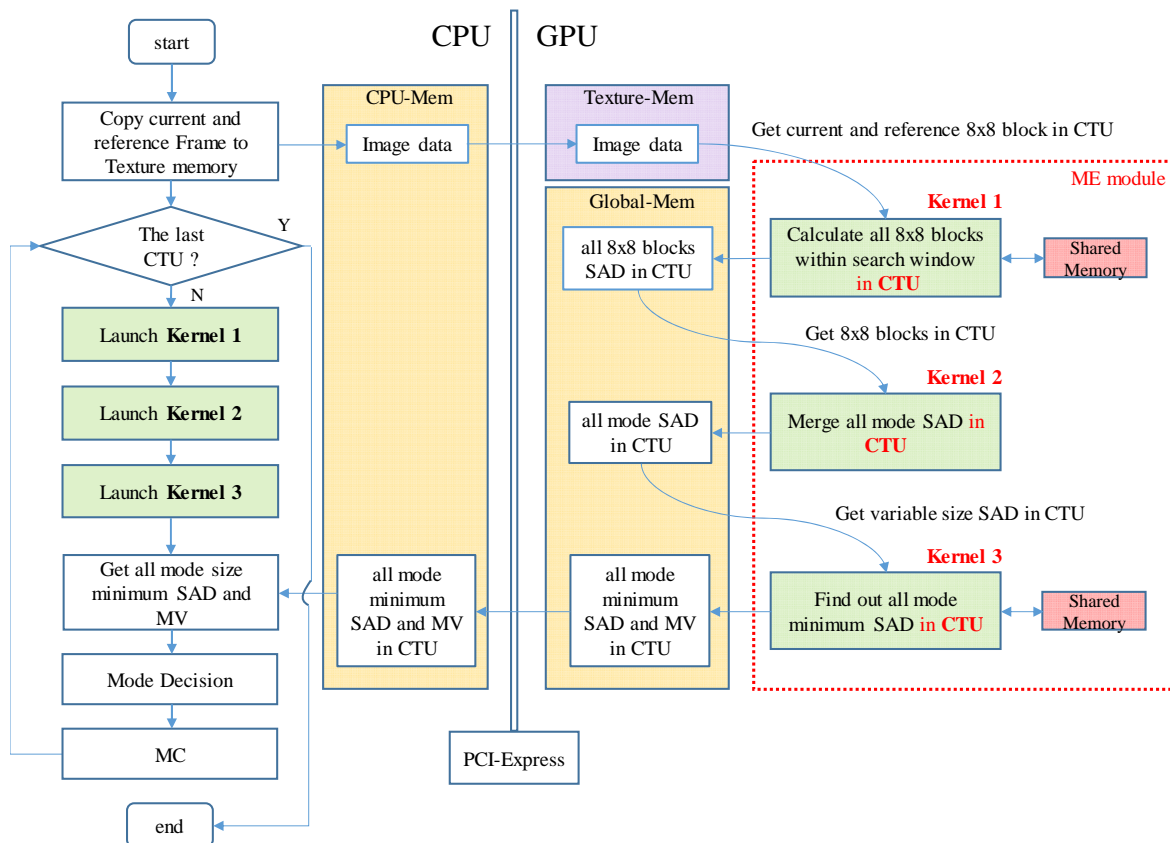 CPU
GPU
start
Copy current and
reference Frame to
Texture memory
The last
CTU ?
Y
N
Launch Kernel 1
Launch Kernel 2
Launch Kernel 3
Get all mode size
minimum SAD and
MV
Mode Decision
MC
end
CPU-Mem
Image data
all mode
minimum
SAD and MV
in CTU
PCI-Express
Texture-Mem
Image data
Global-Mem
all 8x8 blocks
SAD in CTU
all mode SAD
in CTU
all mode
minimum
SAD and MV
in CTU
Get current and reference 8x8 block in CTU
ME module
Kernel 1
Calculate all 8x8 blocks
within search window
in CTU
Shared
Memory
Get 8x8 blocks in CTU
Kernel 2
Merge all mode SAD in
CTU
Get variable size SAD in CTU
Kernel 3
Find out all mode
minimum SAD in CTU
Shared
Memory